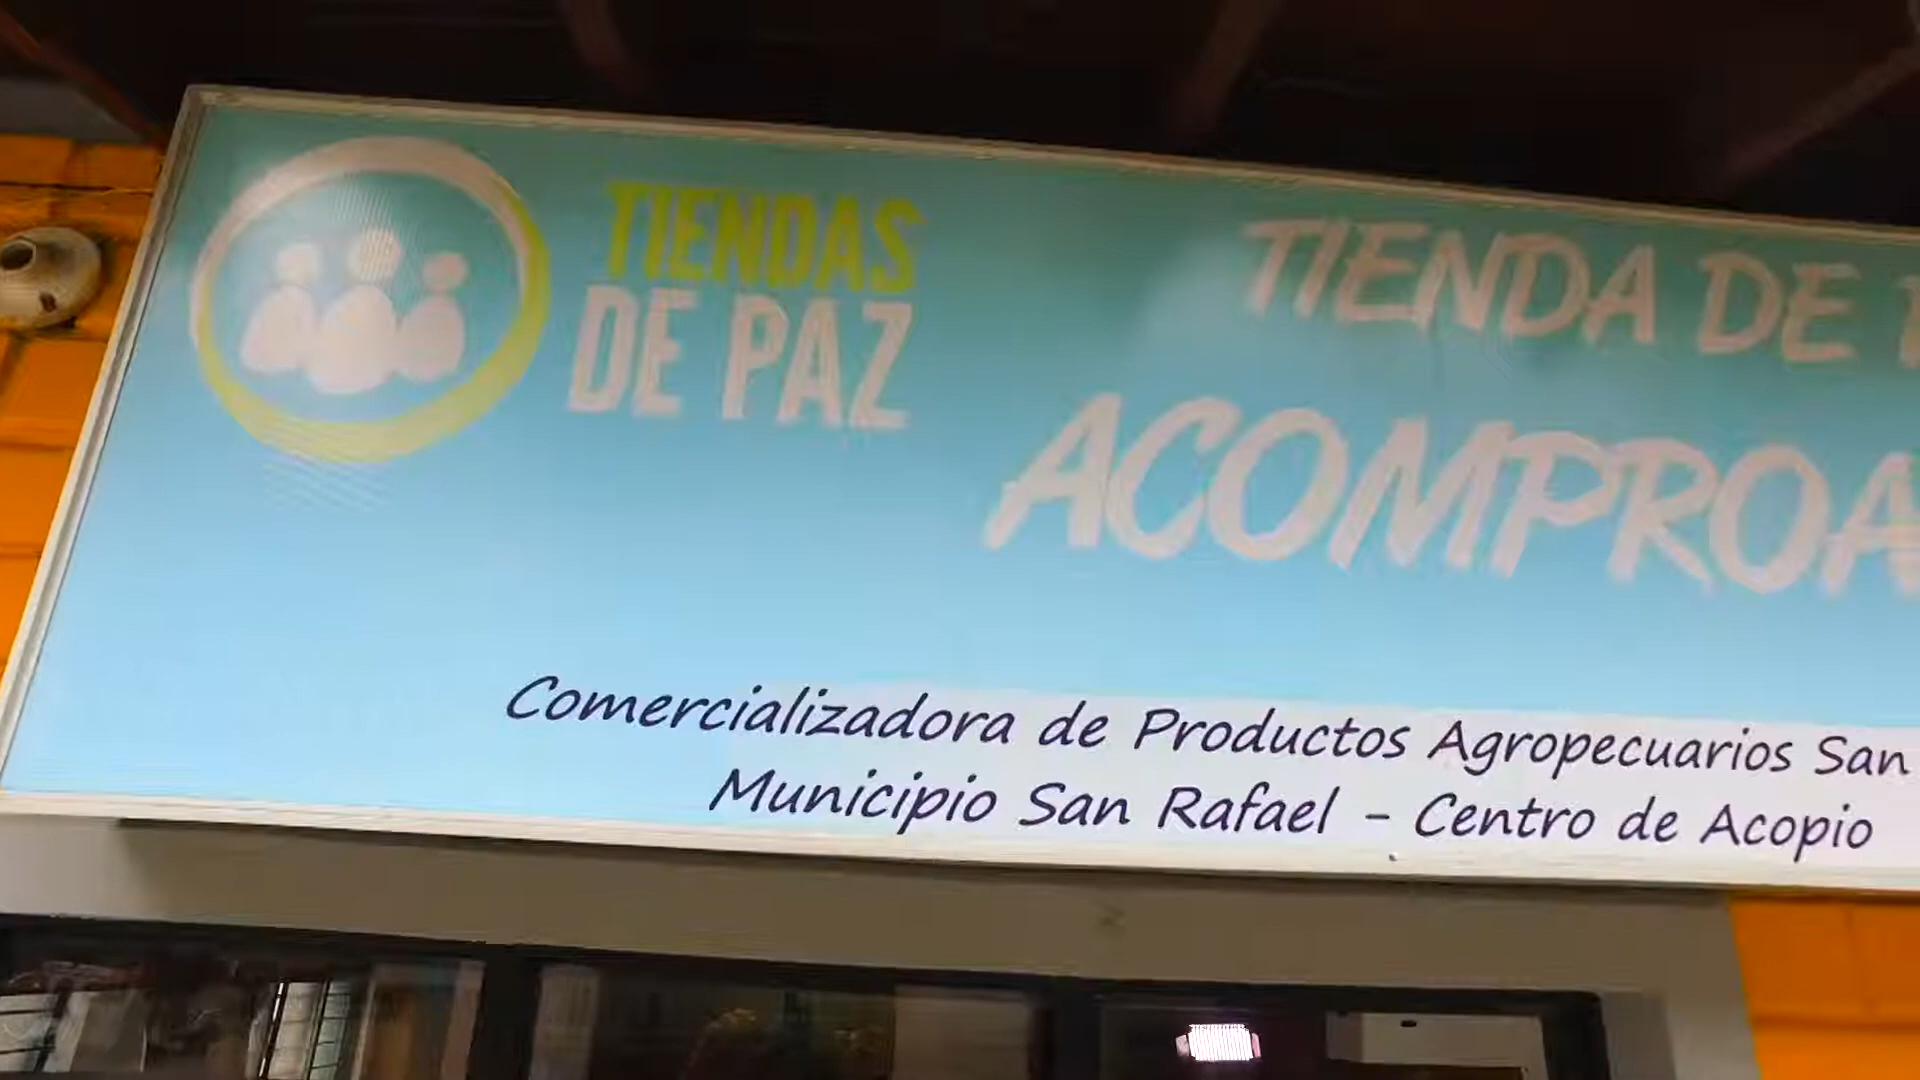 TIENDAS
DE PAZ
TIENDA DE
ACOMPROA
Comercializadora de Productos Agropecuarios San
Municipio San Rafael - Centro de Acopio